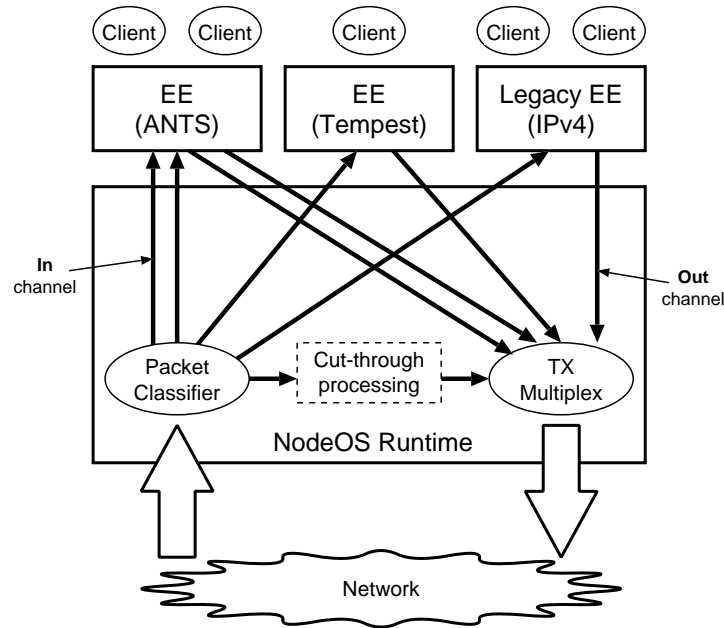 Client
Client
Client
Client
Client
EE
(ANTS)
EE
(Tempest)
Legacy EE
(IPv4)
In
channel
Out
channel
Packet
Classifier
Cut-through
processing
TX
Multiplex
NodeOS Runtime
Network